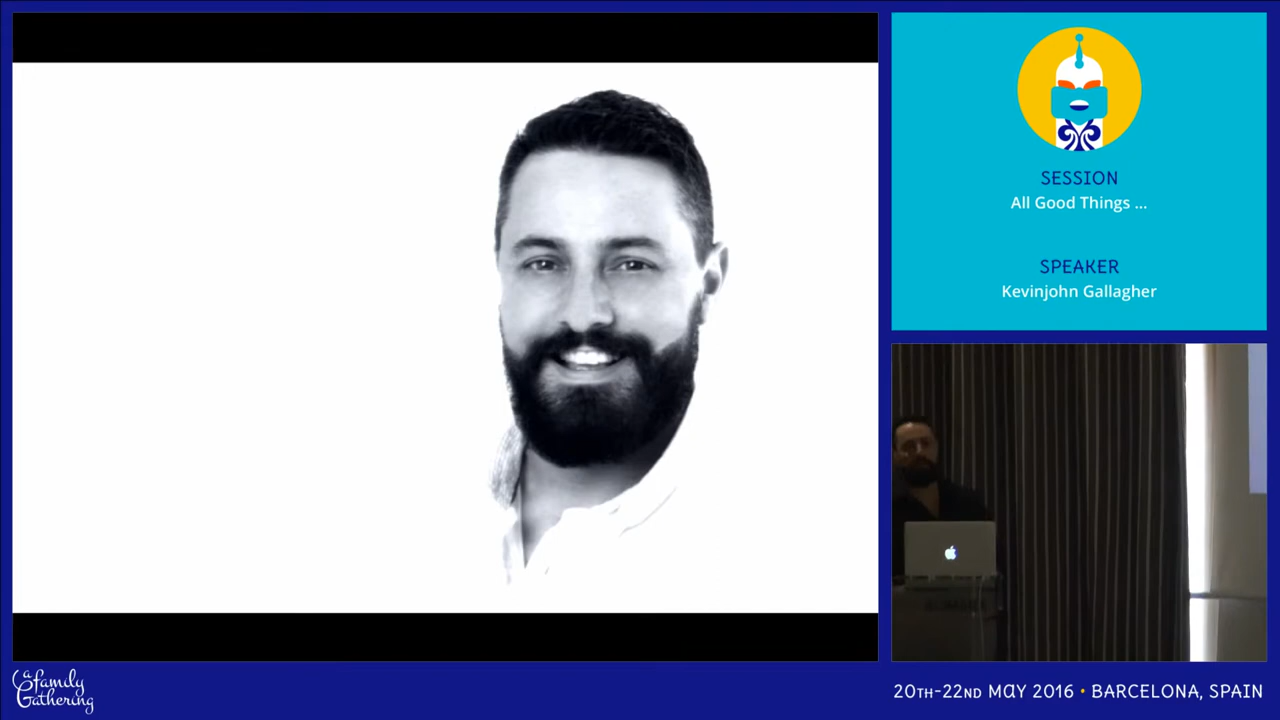 SESSION
All Good Things ...
SPEAKER
Kevinjohn Gallagher
a family
Gathering
20TH-22ND MAY 2016 • BARCELONA, SPAIN